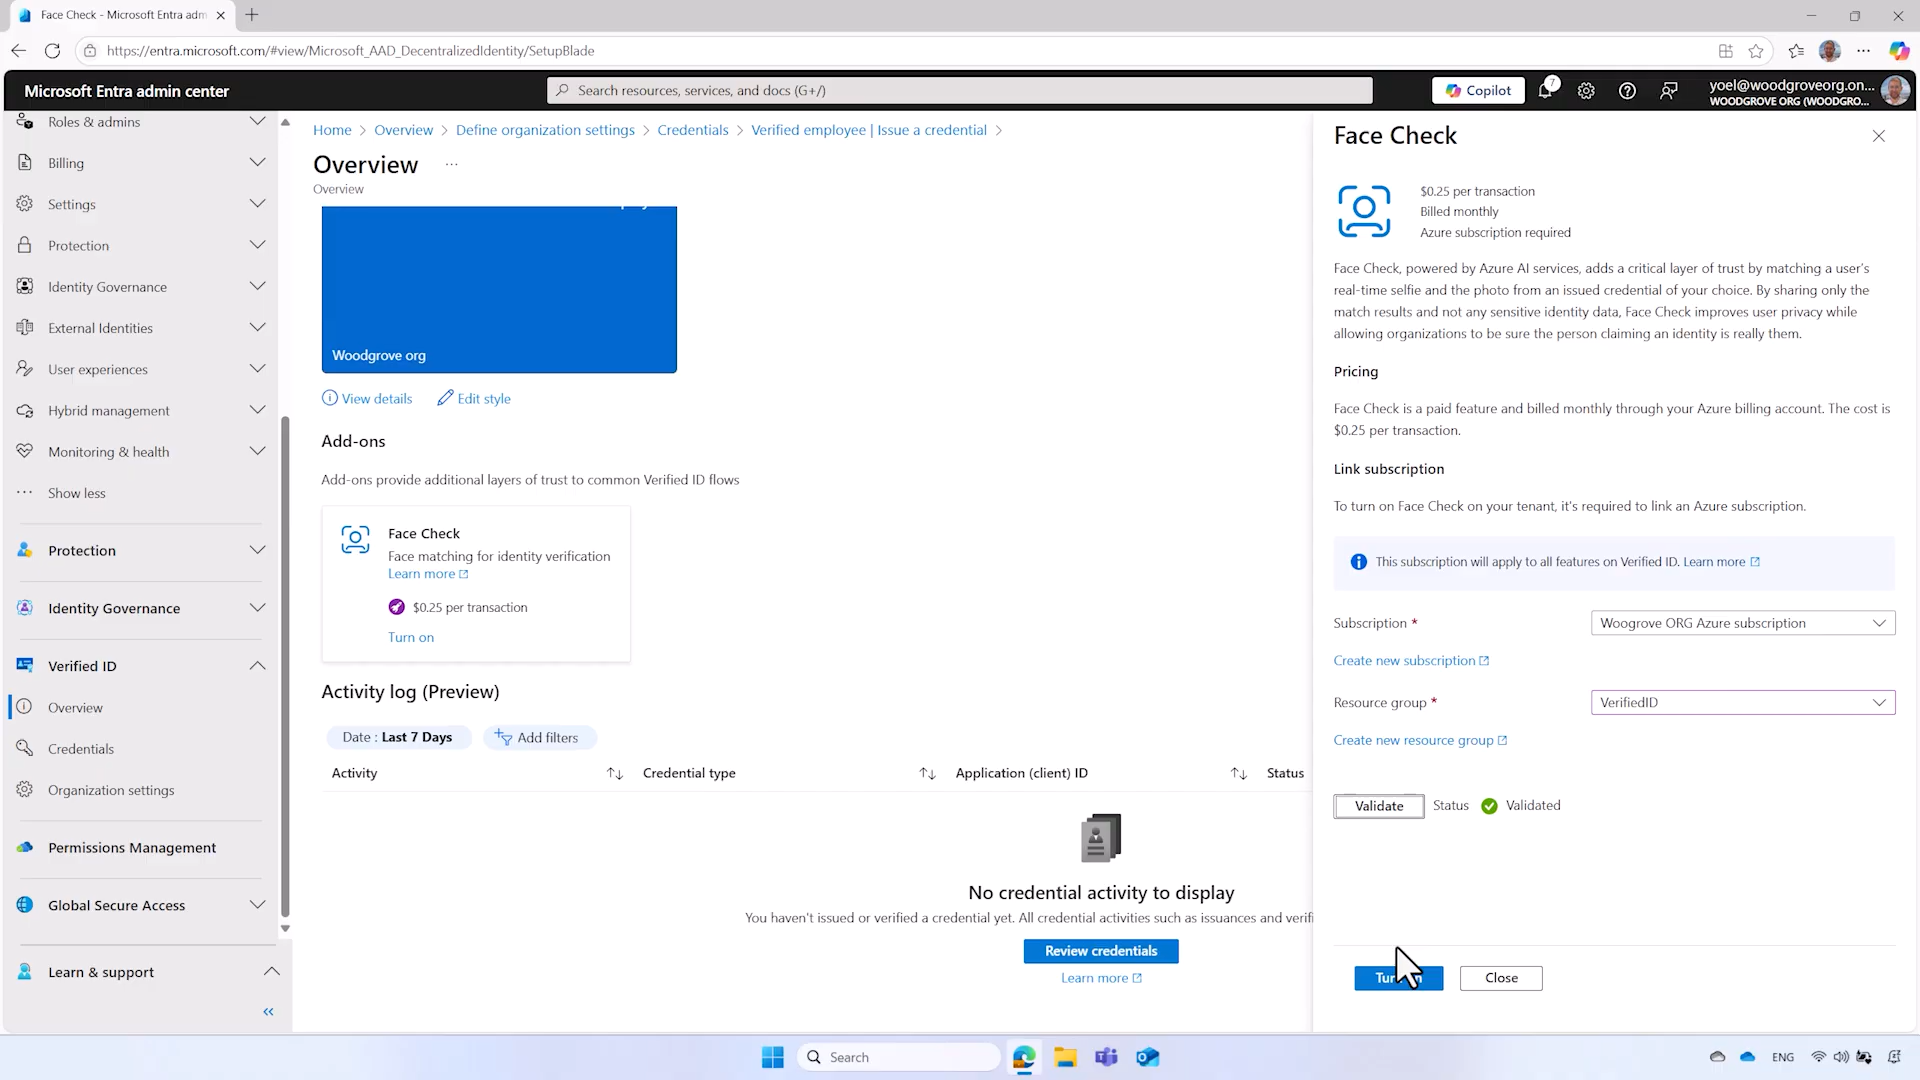 Face Check - Microsoft Entra adm
https://entra.microsoft.com/#view/Microsoft_AAD_DecentralizedIdentity/SetupBlade
Microsoft Entra admin center
Search resources, services, and docs (G+/)
Copilot
7
yoel@woodgroveorg.on...
WOODGROVE ORG (WOODGRO...
Roles & admins
Billing
Settings
Protection
Identity Governance
External Identities
User experiences
Hybrid management
Monitoring & health
Show less
Protection
Identity Governance
Verified ID
Overview
Credentials
Organization settings
Permissions Management
Global Secure Access
Learn & support
Home > Overview > Define organization settings > Credentials > Verified employee | Issue a credential >
Overview ...
Overview
Woodgrove org
View details
Edit style
Add-ons
Add-ons provide additional layers of trust to common Verified ID flows
Face Check
Face matching for identity verification
Learn more
$0.25 per transaction
Turn on
Activity log (Preview)
Date : Last 7 Days
Add filters
Activity
Credential type
Application (client) ID
Status
No credential activity to display
You haven't issued or verified a credential yet. All credential activities such as issuances and verifi
Review credentials
Learn more
Face Check
$0.25 per transaction
Billed monthly
Azure subscription required
Face Check, powered by Azure AI services, adds a critical layer of trust by matching a user's
real-time selfie and the photo from an issued credential of your choice. By sharing only the
match results and not any sensitive identity data, Face Check improves user privacy while
allowing organizations to be sure the person claiming an identity is really them.
Pricing
Face Check is a paid feature and billed monthly through your Azure billing account. The cost is
$0.25 per transaction.
Link subscription
To turn on Face Check on your tenant, it's required to link an Azure subscription.
This subscription will apply to all features on Verified ID. Learn more
Subscription *
Woogrove ORG Azure subscription
Create new subscription
Resource group *
VerifiedID
Create new resource group
Validate
Status
Validated
Close
Search
ENG